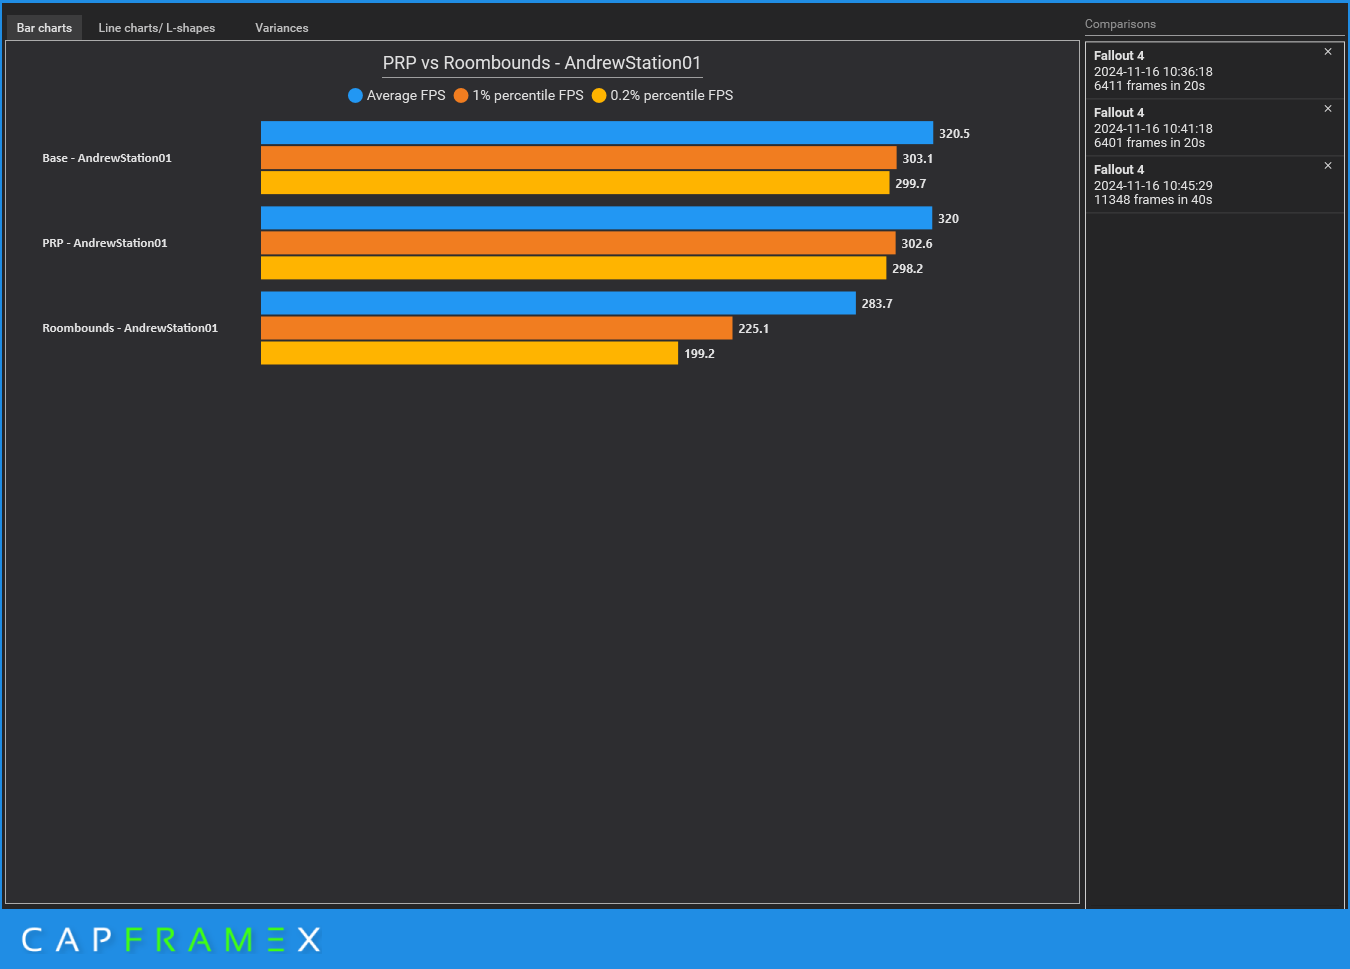 Bar charts Line charts/ L-shapes Variances
PRP vs Roombounds - AndrewStation01
Average FPS 1% percentile FPS 0.2% percentile FPS
320.5
Base - AndrewStation01 303.1
299.7
320
PRP - AndrewStation01 302.6
298.2
283.7
Roombounds - AndrewStation01 225.1
199.2
Comparisons
Fallout 4
2024-11-16 10:36:18
6411 frames in 20s
Fallout 4
2024-11-16 10:41:18
6401 frames in 20s
Fallout 4
2024-11-16 10:45:29
11348 frames in 40s
CAPFRAMEX